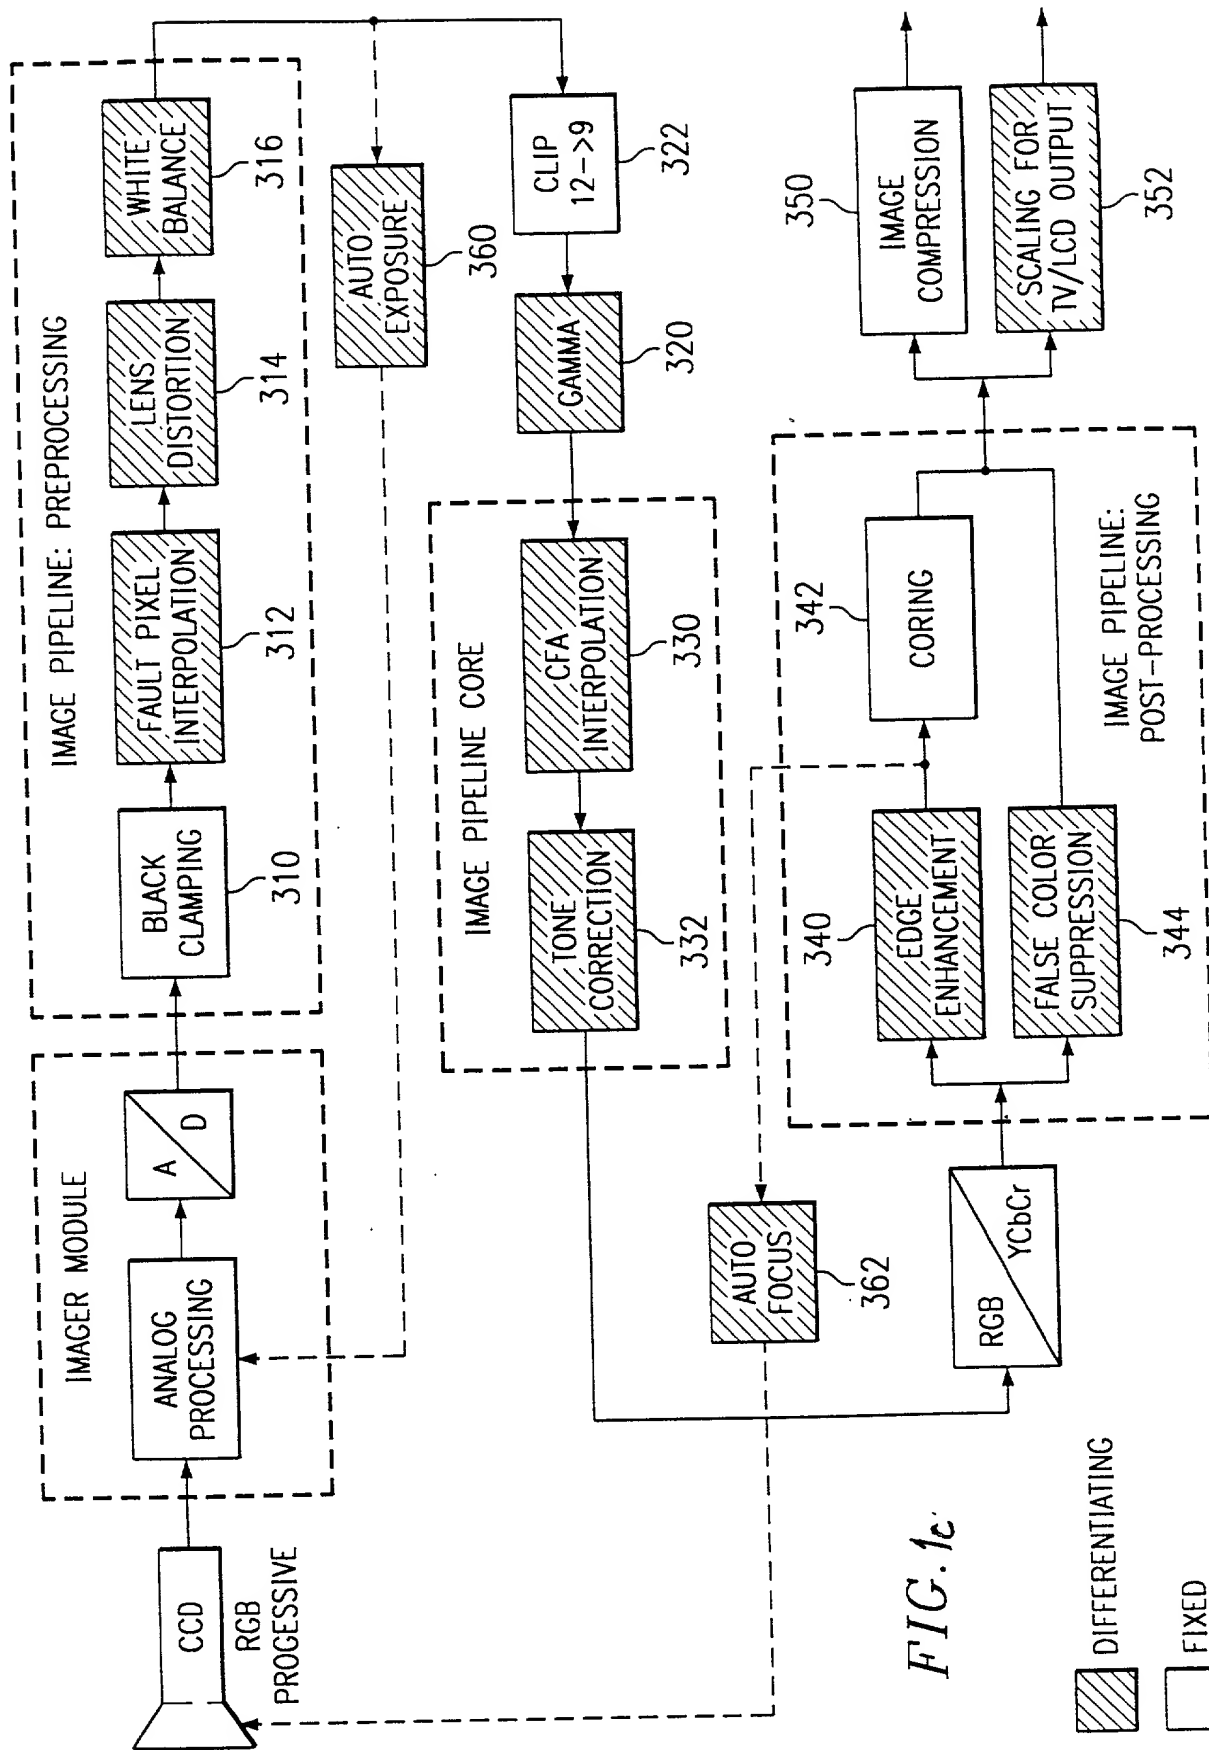 IMAGER MODULE
CCD
RGB
PROGESSIVE
ANALOG
PROCESSING
A
D
IMAGE PIPELINE: PREPROCESSING
BLACK
CLAMPING
310
FAULT PIXEL
INTERPOLATION
312
LENS
DISTORTION
314
WHITE
BALANCE
316
AUTO
EXPOSURE
360
CLIP
12->9
322
GAMMA
320
IMAGE PIPELINE CORE
CFA
INTERPOLATION
330
TONE
CORRECTION
332
AUTO
FOCUS
362
RGB
YCbCr
340
EDGE
ENHANCEMENT
FALSE COLOR
SUPPRESSION
344
342
CORING
IMAGE PIPELINE:
POST-PROCESSING
350
IMAGE
COMPRESSION
SCALING FOR
TV/LCD OUTPUT
352
FIG. 1c
DIFFERENTIATING
FIXED